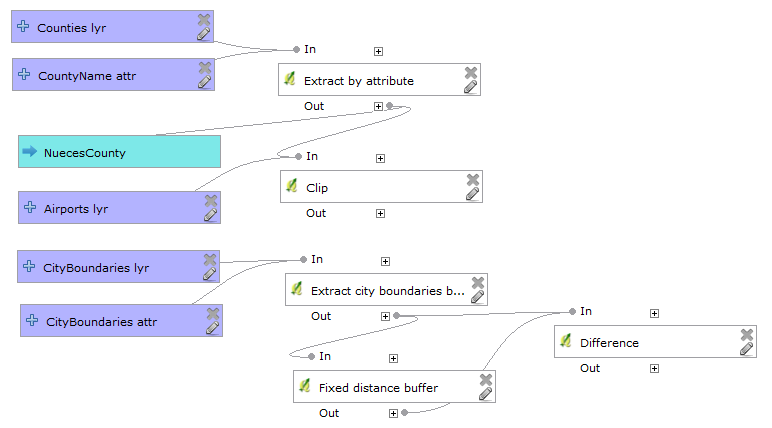 Counties lyr
In
CountyName attr
Extract by attribute
Out
NuecesCounty
In
Clip
Airports lyr
Out
CityBoundaries lyr
In
Extract city boundaries b...
CityBoundaries attr
Out
In
Difference
In
Out
Fixed distance buffer
Out